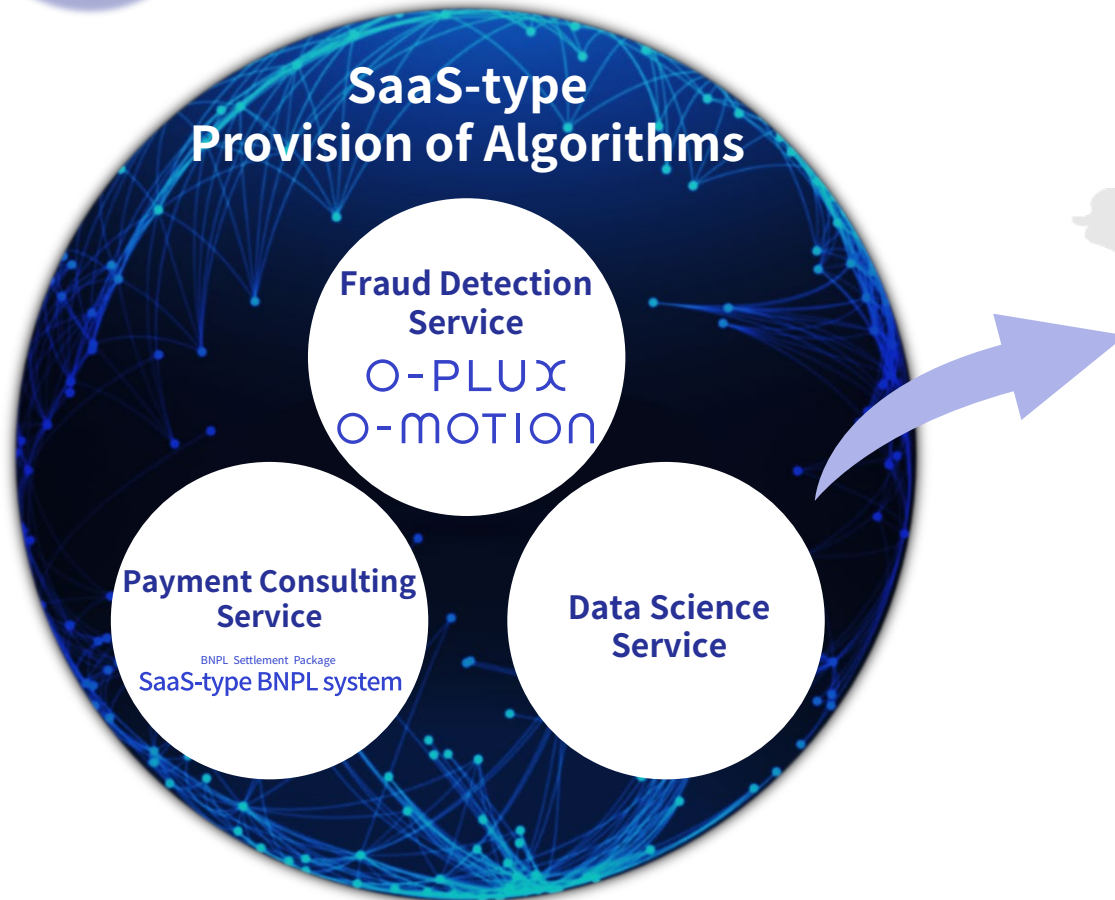 SaaS-type
Provision of Algorithms
Fraud Detection
Service
O-PLUX
O-MOTION
Payment Consulting
Service
BNPL Settlement Package
SaaS-type BNPL system
Data Science
Service